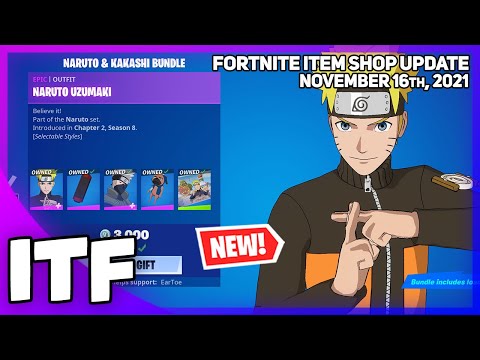 NARUTO & KAKASHI BUNDLE
FORTNITE ITEM SHOP UPDATE
NOVEMBER 16TH, 2021
EPIC | OUTFIT
NARUTO UZUMAKI
Believe it!
Part of the Naruto set.
Introduced in Chapter 2, Season 8.
[Selectable Styles]
OWNED OWNED OWNED OWNED OWNED
3,000
NEW!
GIFT
supports: EarToe
Bundle includes
ITF